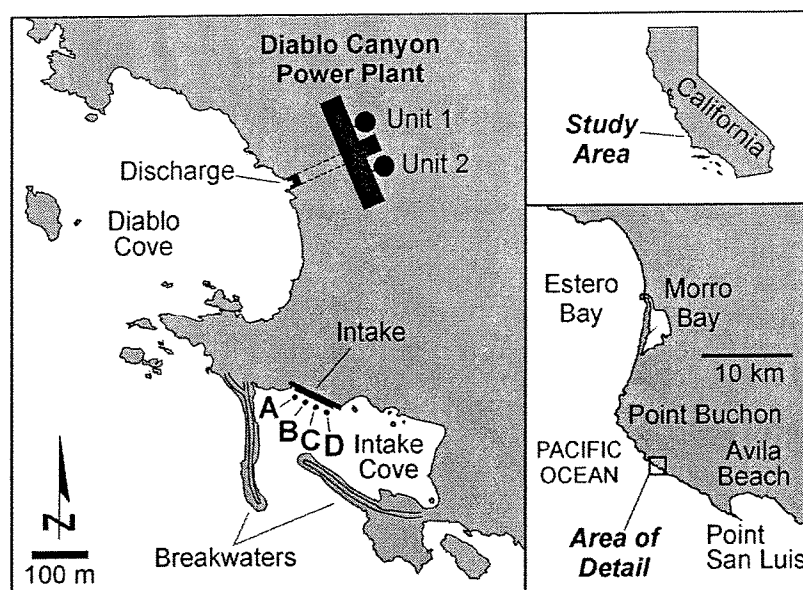 Diablo Canyon
Power Plant
Unit 1
Unit 2
Discharge
Diablo
Cove
Intake
A
B
C
D
Intake
Cove
Breakwaters
N
100 m
California
Study
Area
Estero
Bay
Morro
Bay
10 km
Point Buchon
PACIFIC
OCEAN
Avila
Beach
Area of
Detail
Point
San Luis